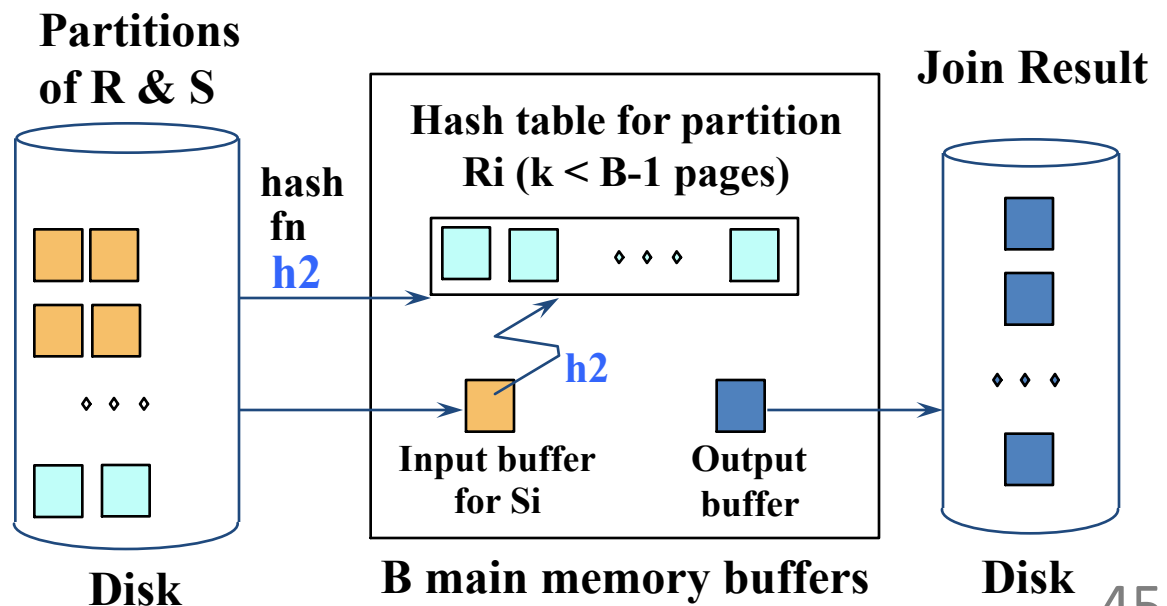 Partitions
of R & S
Join Result
Hash table for partition
Ri (k < B-1 pages)
hash
fn
h2
h2
Input buffer
for Si
Output
buffer
Disk
B main memory buffers
Disk
45